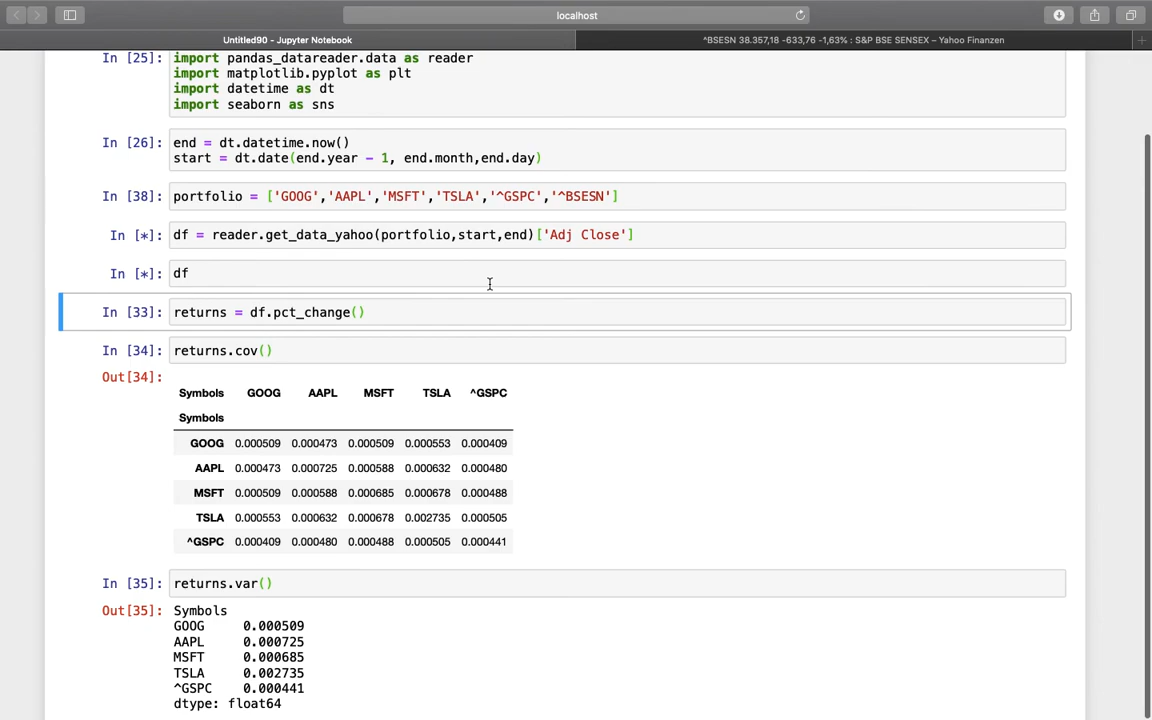 localhost
Untitled90 - Jupyter Notebook
^BSESN 38.357,18 -633,76 -1,63% : S&P BSE SENSEX – Yahoo Finanzen
In [25]: import pandas_datareader.data as reader
import matplotlib.pyplot as plt
import datetime as dt
import seaborn as sns
In [26]: end = dt.datetime.now()
start = dt.date(end.year - 1, end.month,end.day)
In [38]: portfolio = ['GOOG','AAPL','MSFT','TSLA','^GSPC','^BSESN']
In [*]: df = reader.get_data_yahoo(portfolio,start,end)['Adj Close']
In [*]: df
In [33]: returns = df.pct_change()
In [34]: returns.cov()
Out[34]:
Symbols GOOG AAPL MSFT TSLA ^GSPC
Symbols
GOOG 0.000509 0.000473 0.000509 0.000553 0.000409
AAPL 0.000473 0.000725 0.000588 0.000632 0.000480
MSFT 0.000509 0.000588 0.000685 0.000678 0.000488
TSLA 0.000553 0.000632 0.000678 0.002735 0.000505
^GSPC 0.000409 0.000480 0.000488 0.000505 0.000441
In [35]: returns.var()
Out[35]: Symbols
GOOG 0.000509
AAPL 0.000725
MSFT 0.000685
TSLA 0.002735
^GSPC 0.000441
dtype: float64